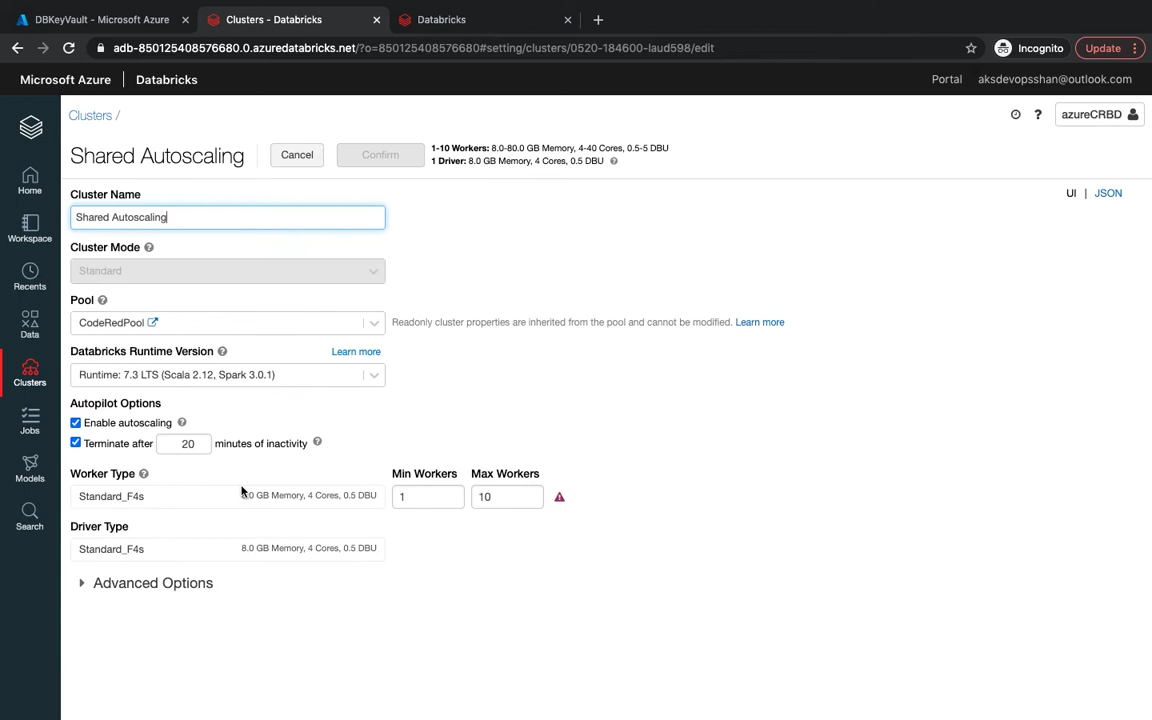 DBKeyVault - Microsoft Azure
Clusters - Databricks
Databricks
adb-850125408576680.0.azuredatabricks.net/?o=850125408576680#setting/clusters/0520-184600-laud598/edit
Incognito
Update
Microsoft Azure
Databricks
Portal
aksdevopsshan@outlook.com
Clusters /
azureCRBD
Shared Autoscaling
Cancel
Confirm
1-10 Workers: 8.0-80.0 GB Memory, 4-40 Cores, 0.5-5 DBU
1 Driver: 8.0 GB Memory, 4 Cores, 0.5 DBU
UI | JSON
Home
Workspace
Recents
Data
Clusters
Jobs
Models
Search
Cluster Name
Shared Autoscaling
Cluster Mode
Standard
Pool
CodeRedPool
Readonly cluster properties are inherited from the pool and cannot be modified. Learn more
Databricks Runtime Version
Learn more
Runtime: 7.3 LTS (Scala 2.12, Spark 3.0.1)
Autopilot Options
Enable autoscaling
Terminate after 20 minutes of inactivity
Worker Type
Min Workers
Max Workers
Standard_F4s
.0 GB Memory, 4 Cores, 0.5 DBU
1
10
Driver Type
Standard_F4s
8.0 GB Memory, 4 Cores, 0.5 DBU
Advanced Options